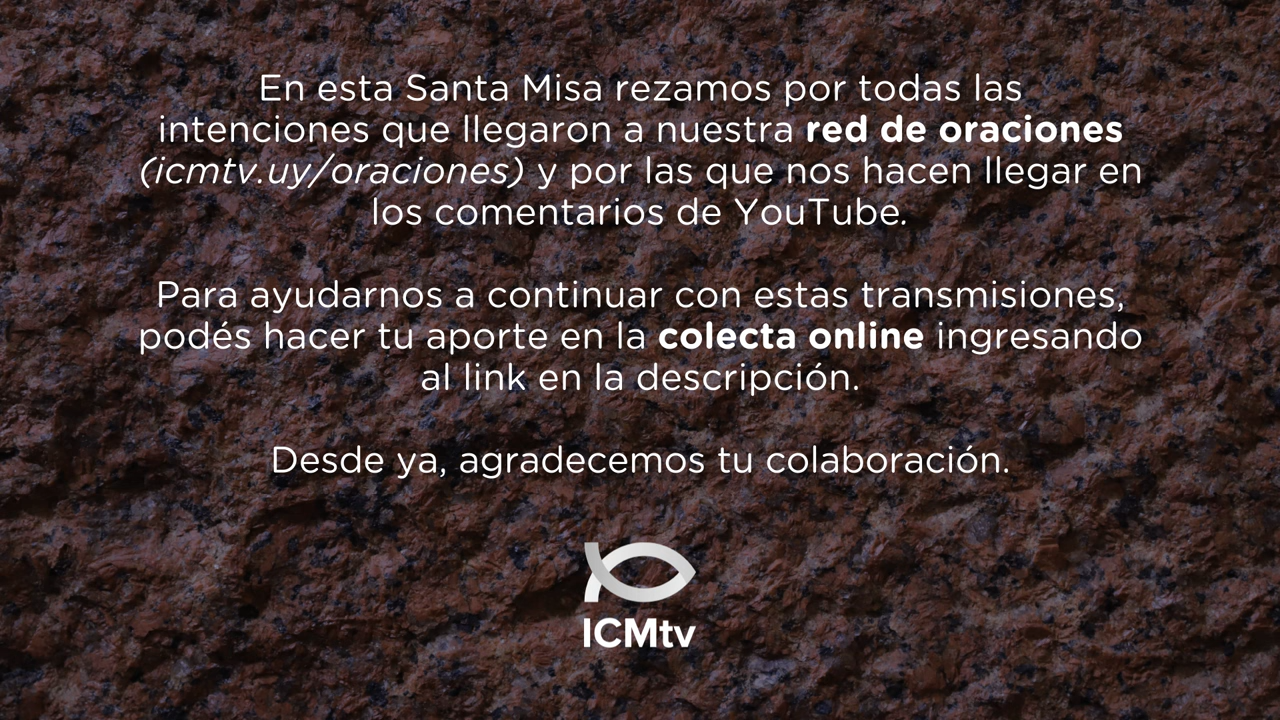 En esta Santa Misa rezamos por todas las
intenciones que llegaron a nuestra red de oraciones
(icmtv.uy/oraciones) y por las que nos hacen llegar en
los comentarios de YouTube.
Para ayudarnos a continuar con estas transmisiones,
podés hacer tu aporte en la colecta online ingresando
al link en la descripción.
Desde ya, agradecemos tu colaboración.
ICMtv